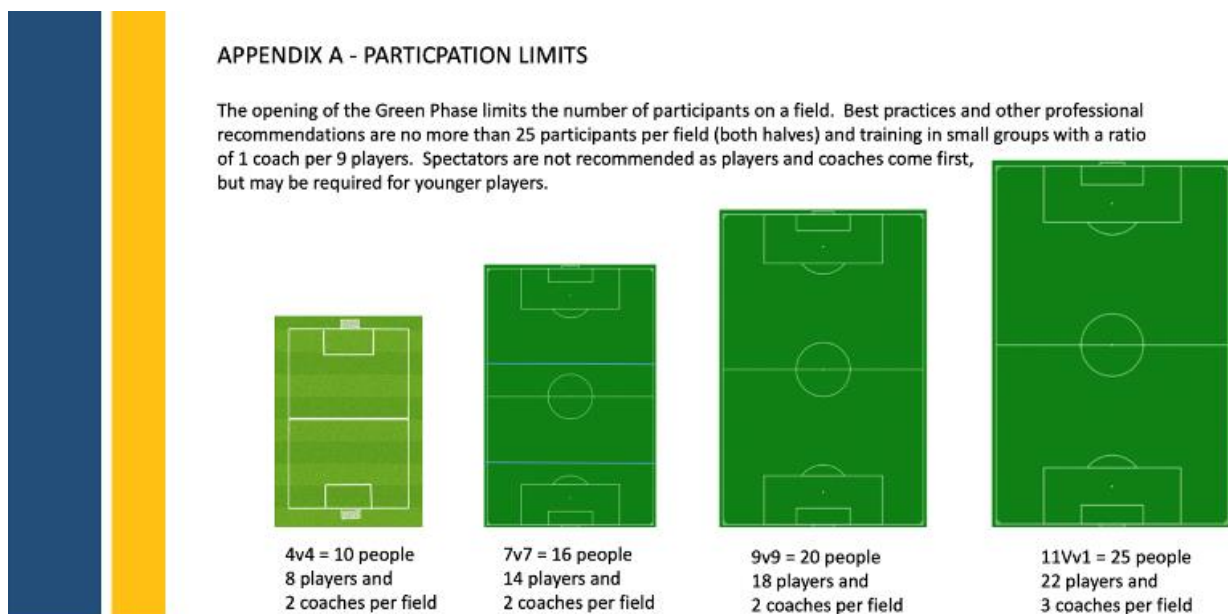 APPENDIX A - PARTICPATION LIMITS
The opening of the Green Phase limits the number of participants on a field. Best practices and other professional
recommendations are no more than 25 participants per field (both halves) and training in small groups with a ratio
of 1 coach per 9 players. Spectators are not recommended as players and coaches come first,
but may be required for younger players.
4v4 = 10 people
8 players and
2 coaches per field
7v7 = 16 people
14 players and
2 coaches per field
9v9 = 20 people
18 players and
2 coaches per field
11Vv1 = 25 people
22 players and
3 coaches per field